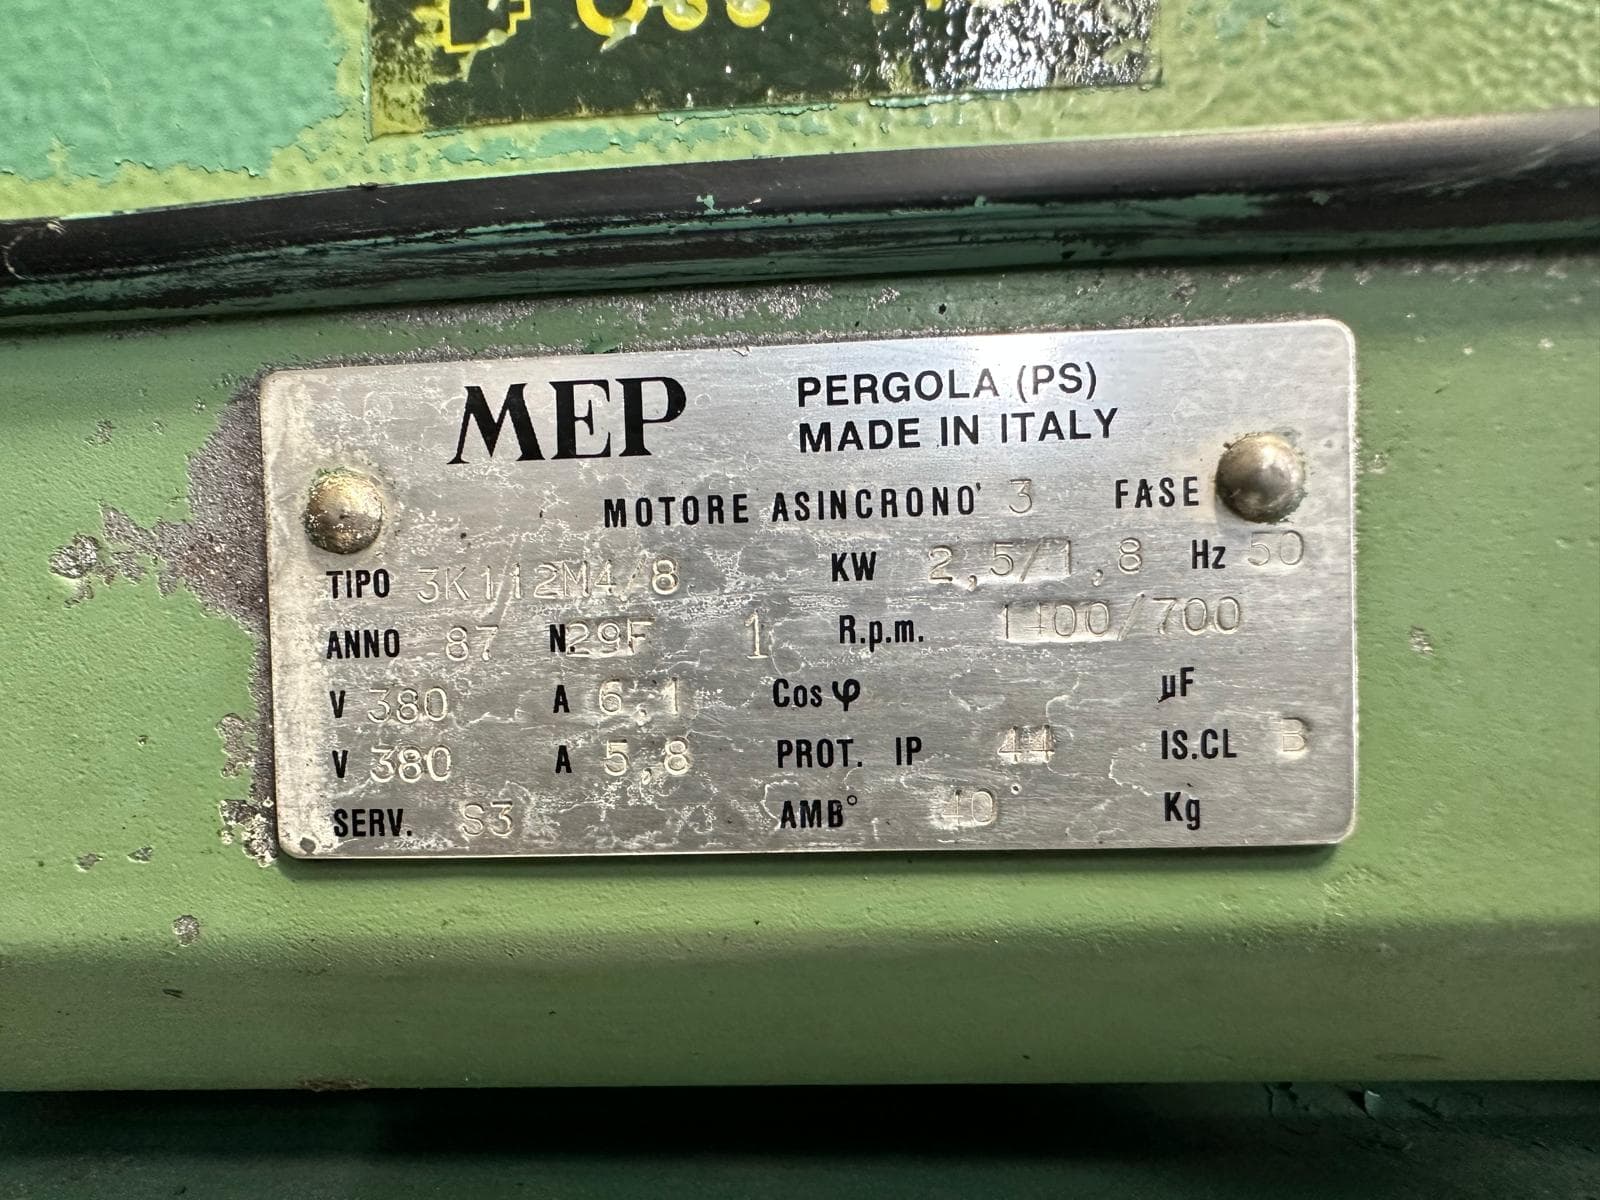 MEP PERGOLA (PS)
MADE IN ITALY
MOTORE ASINCRONO 3 FASE
TIPO 3K112M4/8 KW 2,5/1,8 Hz 50
ANNO 87 N. 29F 1 R.p.m. 1400/700
V 380 A 6,1 Cos φ µF
V 380 A 5,8 PROT. IP 44 IS.CL B
SERV. S3 AMB° 40° Kg